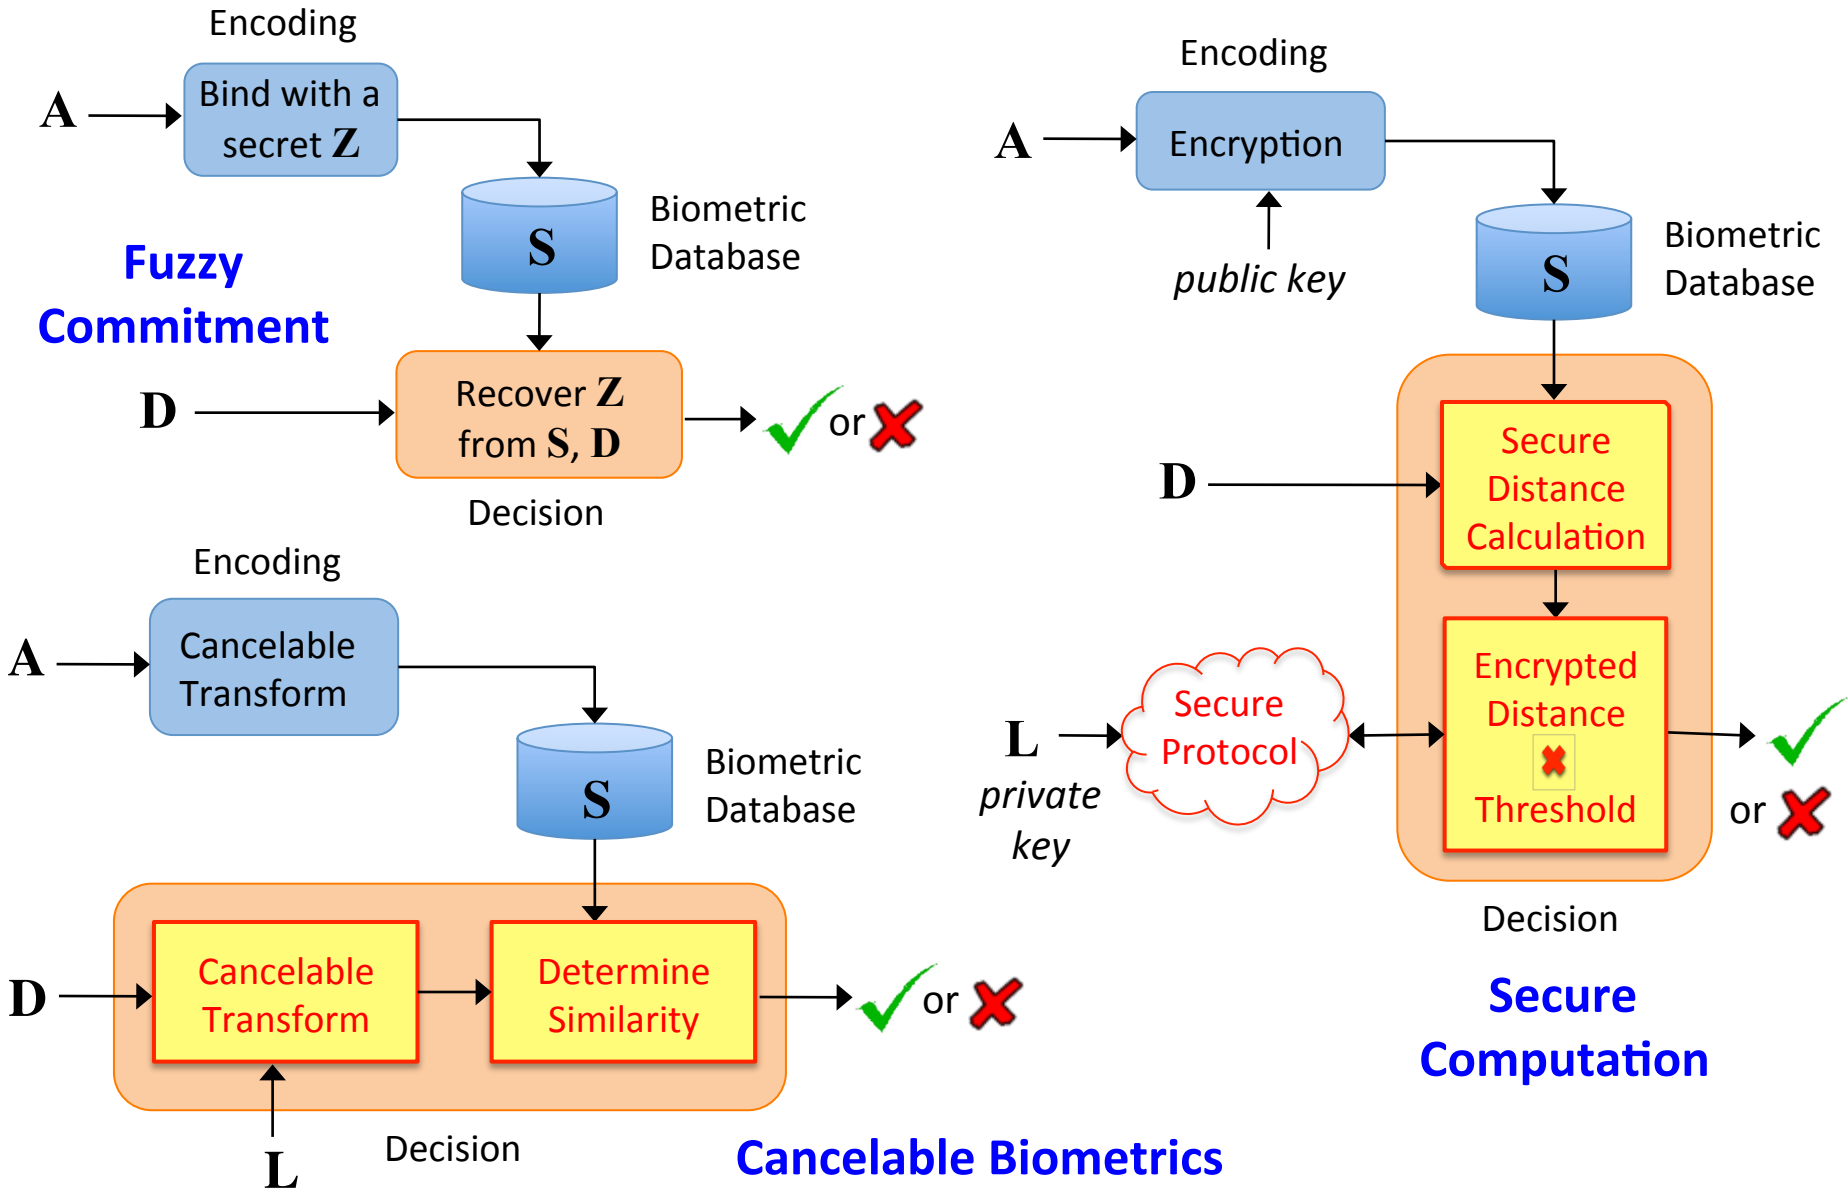 Encoding
A
Bind with a
secret Z
S
Biometric
Database
Fuzzy
Commitment
D
Recover Z
from S, D
or
Decision
Encoding
A
Cancelable
Transform
S
Biometric
Database
D
Cancelable
Transform
Determine
Similarity
or
L
Decision
Cancelable Biometrics
Encoding
A
Encryption
public key
S
Biometric
Database
D
Secure
Distance
Calculation
L
private
key
Secure
Protocol
Encrypted
Distance
Threshold
or
Decision
Secure
Computation